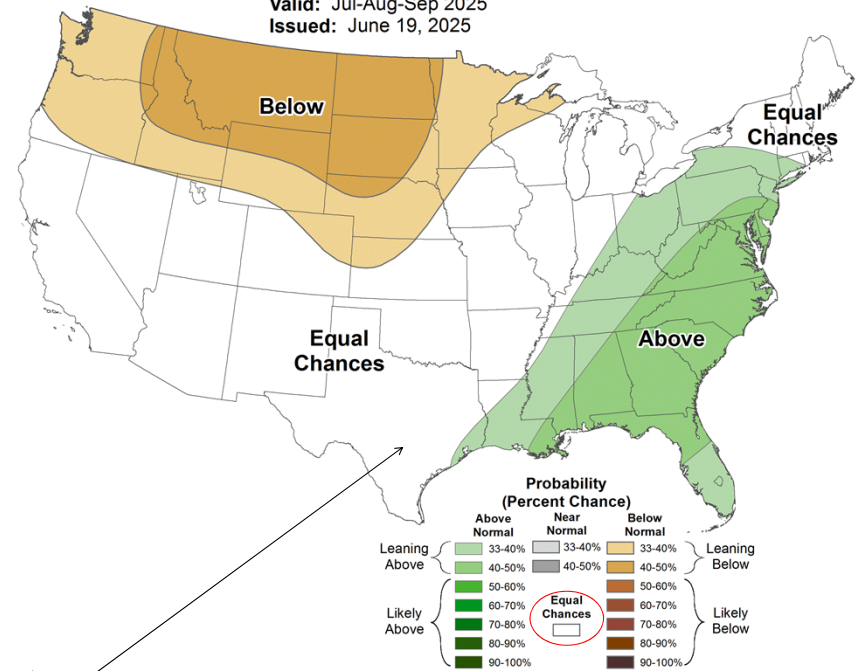 Valid: Jul-Aug-Sep 2025
Issued: June 19, 2025
Below
Equal
Chances
Equal
Chances
Above
Probability
(Percent Chance)
Above
Normal
Near
Normal
Below
Normal
Leaning
Above
33-40%
40-50%
50-60%
60-70%
70-80%
80-90%
90-100%
Likely
Above
33-40%
40-50%
Equal
Chances
33-40%
40-50%
50-60%
60-70%
70-80%
80-90%
90-100%
Leaning
Below
Likely
Below